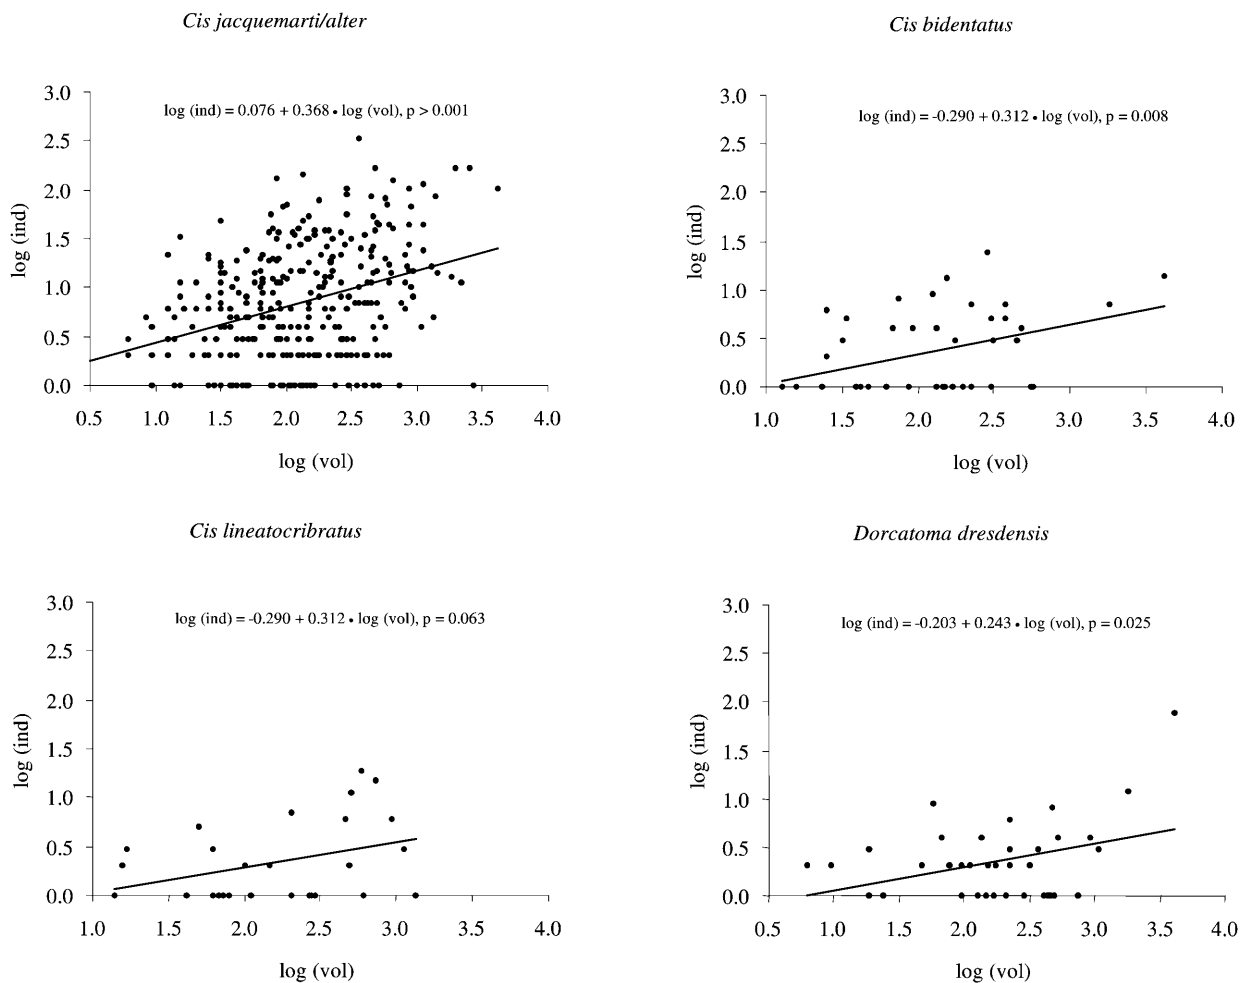 Cis jacquemarti/alter
log (ind) = 0.076 + 0.368 • log (vol), p > 0.001
3.0
2.5
2.0
1.5
1.0
0.5
0.0
log (ind)
0.5 1.0 1.5 2.0 2.5 3.0 3.5 4.0
log (vol)
Cis bidentatus
log (ind) = -0.290 + 0.312 • log (vol), p = 0.008
3.0
2.5
2.0
1.5
1.0
0.5
0.0
log (ind)
1.0 1.5 2.0 2.5 3.0 3.5 4.0
log (vol)
Cis lineatocribratus
log (ind) = -0.290 + 0.312 • log (vol), p = 0.063
3.0
2.5
2.0
1.5
1.0
0.5
0.0
log (ind)
1.0 1.5 2.0 2.5 3.0 3.5 4.0
log (vol)
Dorcatoma dresdensis
log (ind) = -0.203 + 0.243 • log (vol), p = 0.025
3.0
2.5
2.0
1.5
1.0
0.5
0.0
log (ind)
0.5 1.0 1.5 2.0 2.5 3.0 3.5 4.0
log (vol)